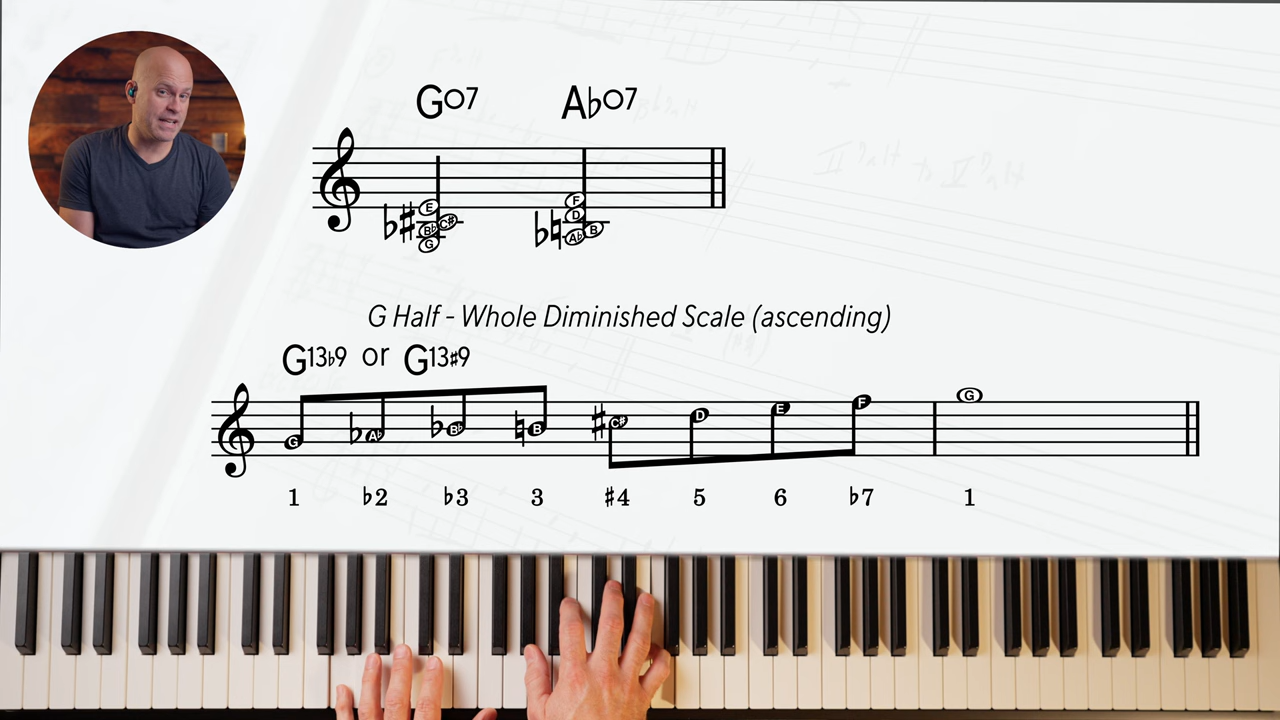 G○7 A♭○7
E
B♭ C#
G
F
D
A♭ B
G Half - Whole Diminished Scale (ascending)
G13♭9 or G13♯9
G A♭ B♭ B C# D E F G
1 ♭2 ♭3 3 ♯4 5 6 ♭7 1